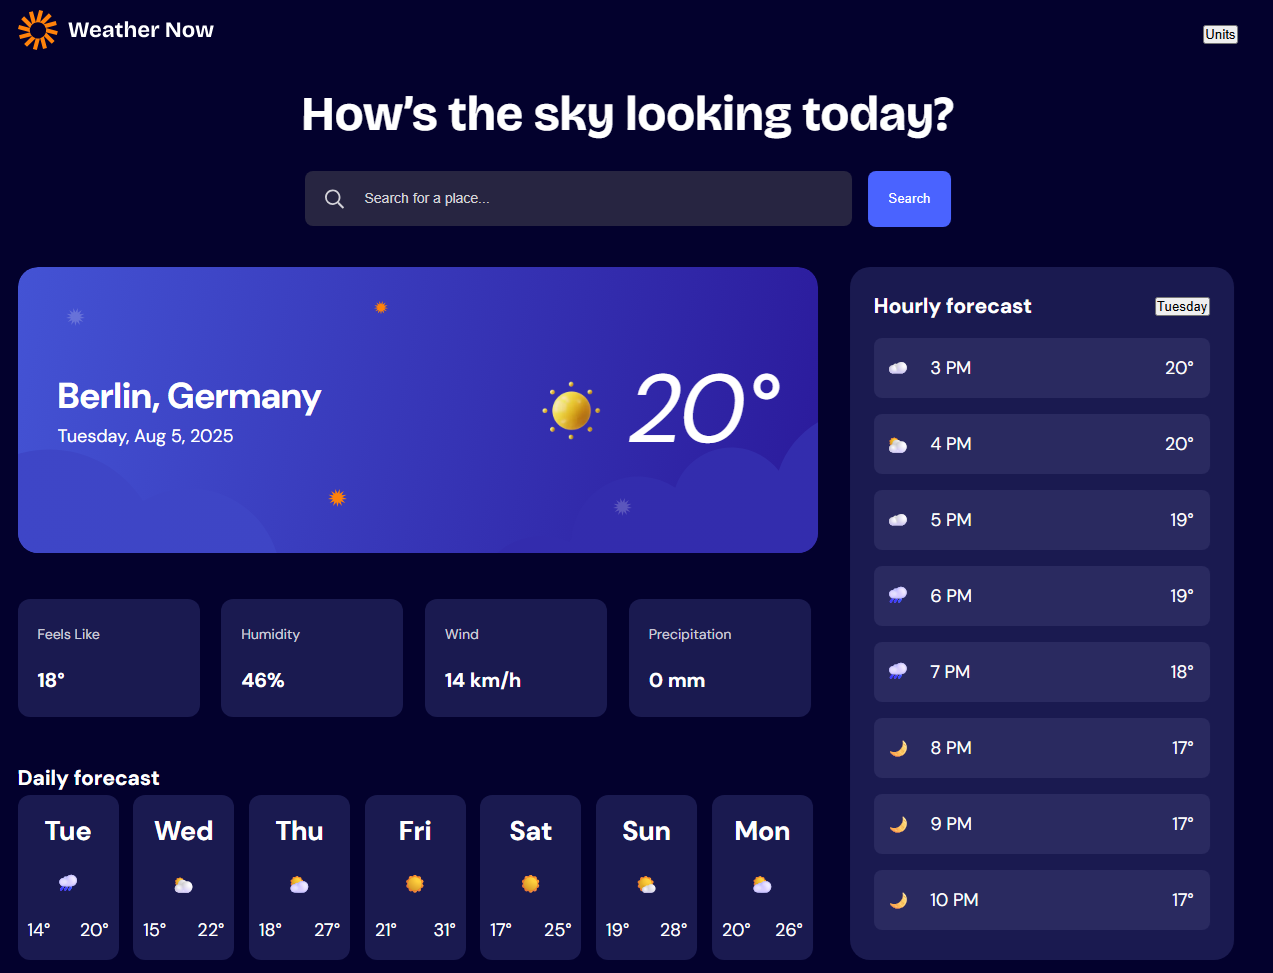 Weather Now
Units
How’s the sky looking today?
Search for a place...
Search
Berlin, Germany
Tuesday, Aug 5, 2025
20°
Feels Like
18°
Humidity
46%
Wind
14 km/h
Precipitation
0 mm
Daily forecast
Tue
14° 20°
Wed
15° 22°
Thu
18° 27°
Fri
21° 31°
Sat
17° 25°
Sun
19° 28°
Mon
20° 26°
Hourly forecast
Tuesday
3 PM 20°
4 PM 20°
5 PM 19°
6 PM 19°
7 PM 18°
8 PM 17°
9 PM 17°
10 PM 17°